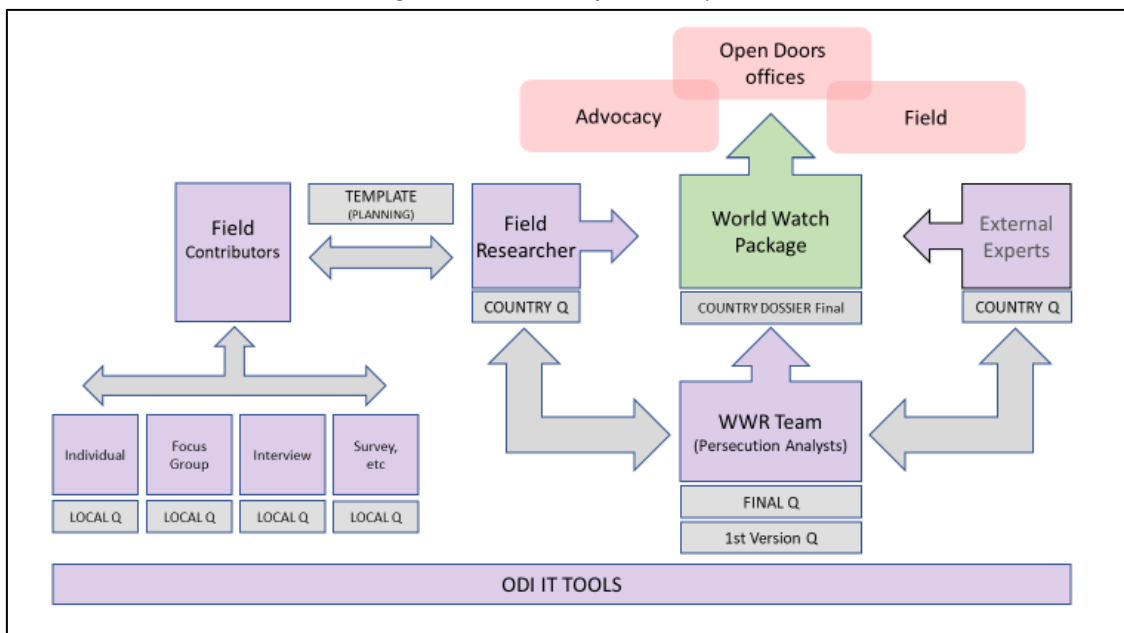 Open Doors
offices
Advocacy
Field
TEMPLATE
(PLANNING)
Field
Contributors
Field
Researcher
COUNTRY Q
World Watch
Package
COUNTRY DOSSIER Final
External
Experts
COUNTRY Q
WWR Team
(Persecution Analysts)
FINAL Q
1st Version Q
Individual
LOCAL Q
Focus
Group
LOCAL Q
Interview
LOCAL Q
Survey,
etc
LOCAL Q
ODI IT TOOLS